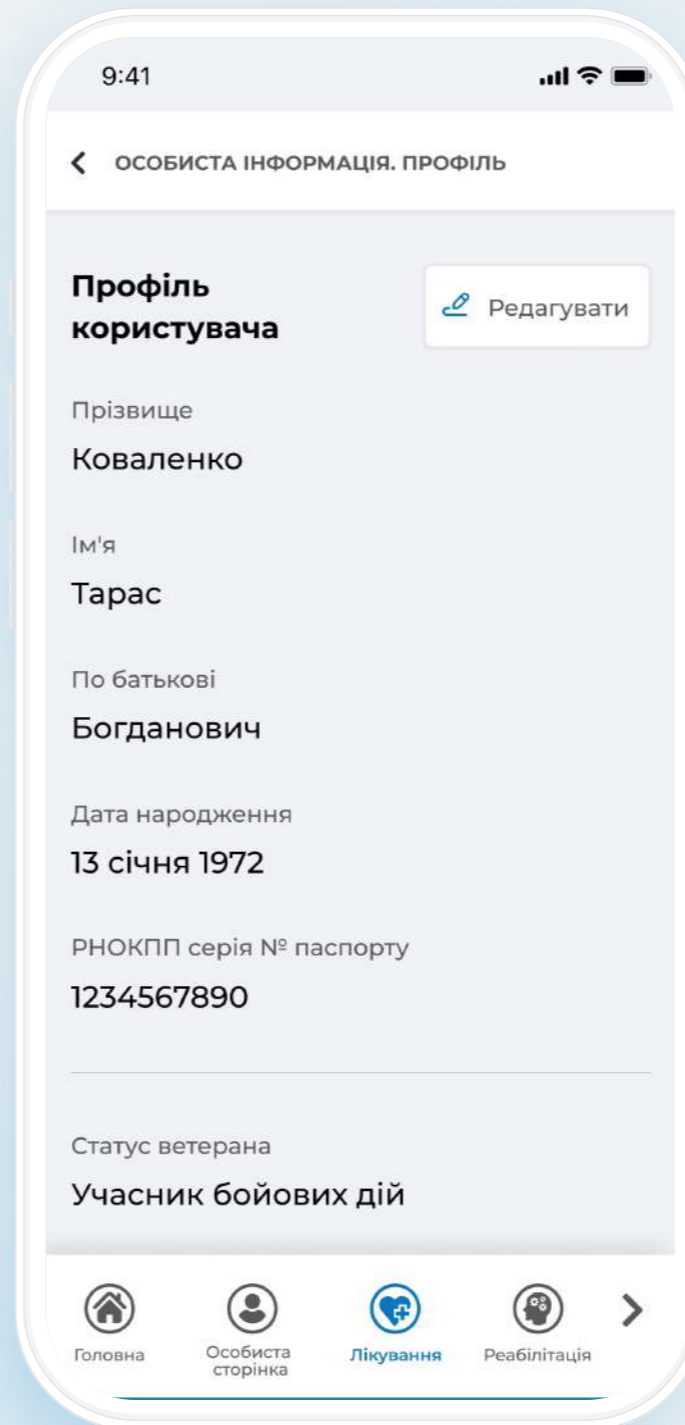 9:41
ОСОБИСТА ІНФОРМАЦІЯ. ПРОФІЛЬ
Профіль
користувача
Редагувати
Прізвище
Коваленко
Ім'я
Тарас
По батькові
Богданович
Дата народження
13 січня 1972
РНОКПП серія № паспорту
1234567890
Статус ветерана
Учасник бойових дій
Головна
Особиста
сторінка
Лікування
Реабілітація